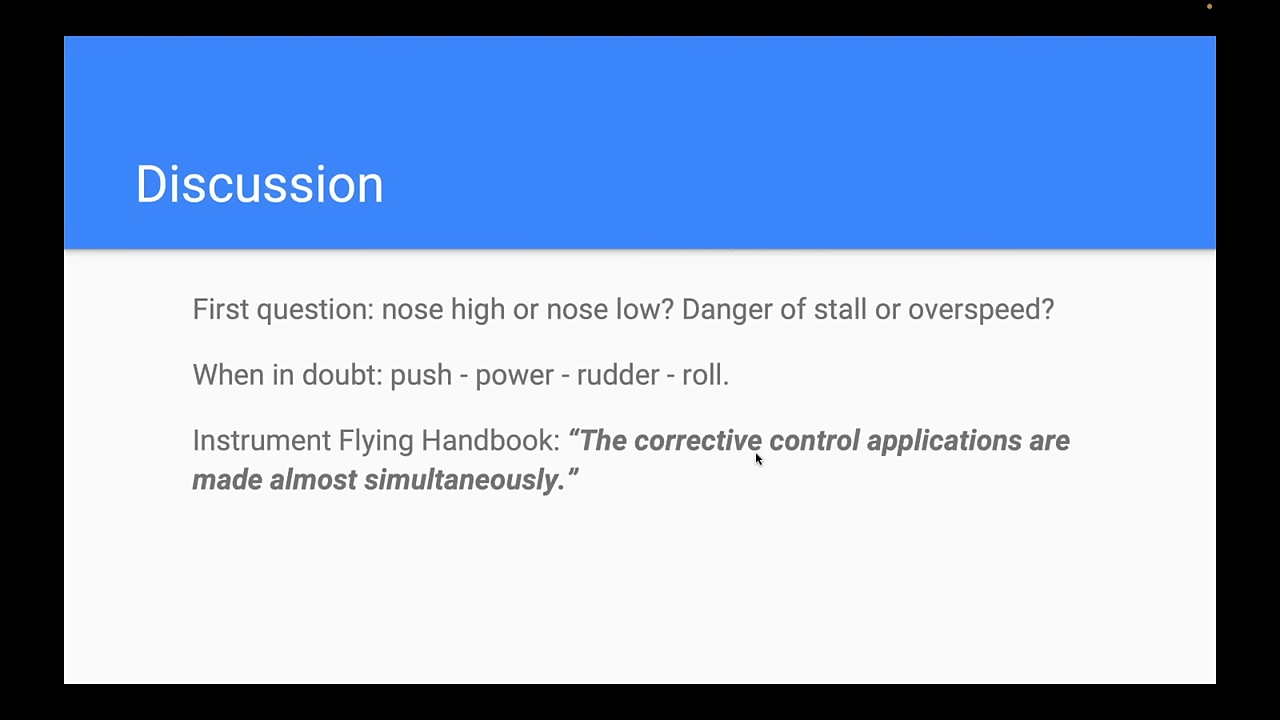 Discussion
First question: nose high or nose low? Danger of stall or overspeed?
When in doubt: push - power - rudder - roll.
Instrument Flying Handbook: “The corrective control applications are
made almost simultaneously.”